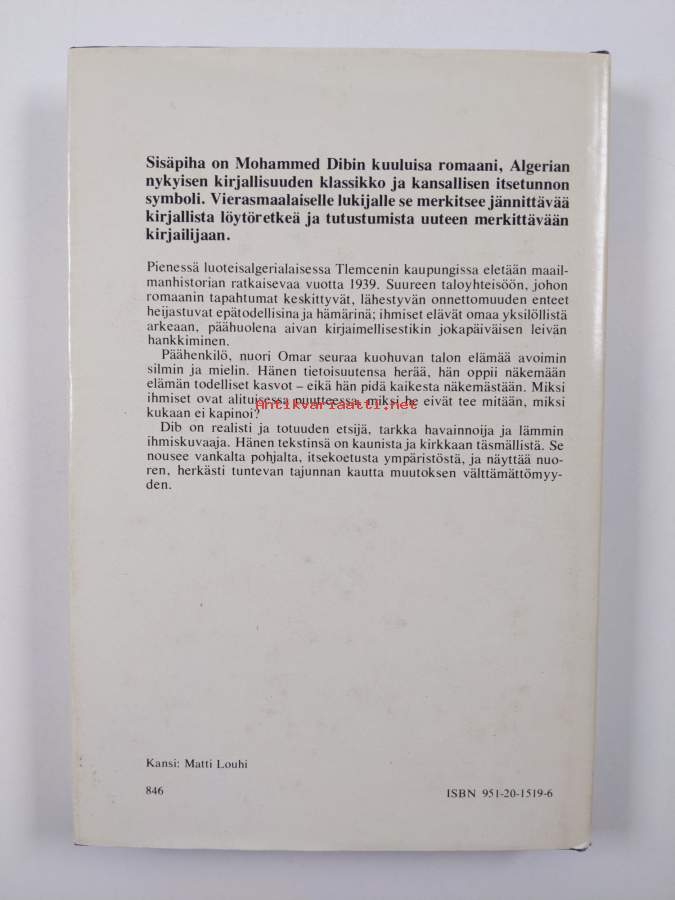 Sisäpiha on Mohammed Dibin kuuluisa romaani, Algerian
nykyisen kirjallisuuden klassikko ja kansallisen itsetunnon
symboli. Vierasmaalaiselle lukijalle se merkitsee jännittävää
kirjallista löytöretkeä ja tutustumista uuteen merkittävään
kirjailijaan.
Pienessä luoteisalgerialaisessa Tlemcenin kaupungissa eletään maail-
manhistorian ratkaisevaa vuotta 1939. Suureen taloyhteisöön, johon
romaanin tapahtumat keskittyvät, lähestyvän onnettomuuden enteet
heijastuvat epätodellisina ja hämärinä; ihmiset elävät omaa yksilöllistä
arkeaan, päähuolena aivan kirjaimellisestikin jokapäiväisen leivän
hankkiminen.
Päähenkilö, nuori Omar seuraa kuohuvan talon elämää avoimin
silmin ja mielin. Hänen tietoisuutensa herää, hän oppii näkemään
elämän todelliset kasvot – eikä hän pidä kaikesta näkemästään. Miksi
ihmiset ovat alituisessa puutteessa, miksi he eivät tee mitään, miksi
kukaan ei kapinoi?
Antikvariaatti.net
Dib on realisti ja totuuden etsijä, tarkka havainnoija ja lämmin
ihmiskuvaaja. Hänen tekstinsä on kaunista ja kirkkaan täsmällistä. Se
nousee vankalta pohjalta, itsekoetusta ympäristöstä, ja näyttää nuo-
ren, herkästi tuntevan tajunnan kautta muutoksen välttämättömyy-
den.
Kansi: Matti Louhi
846
ISBN 951-20-1519-6